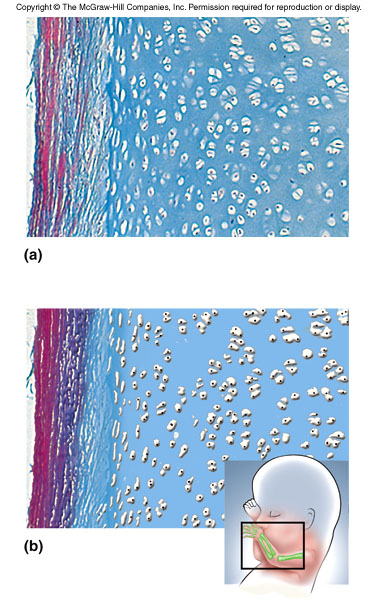 Copyright © The McGraw-Hill Companies, Inc. Permission required for reproduction or display.
(a)
(b)